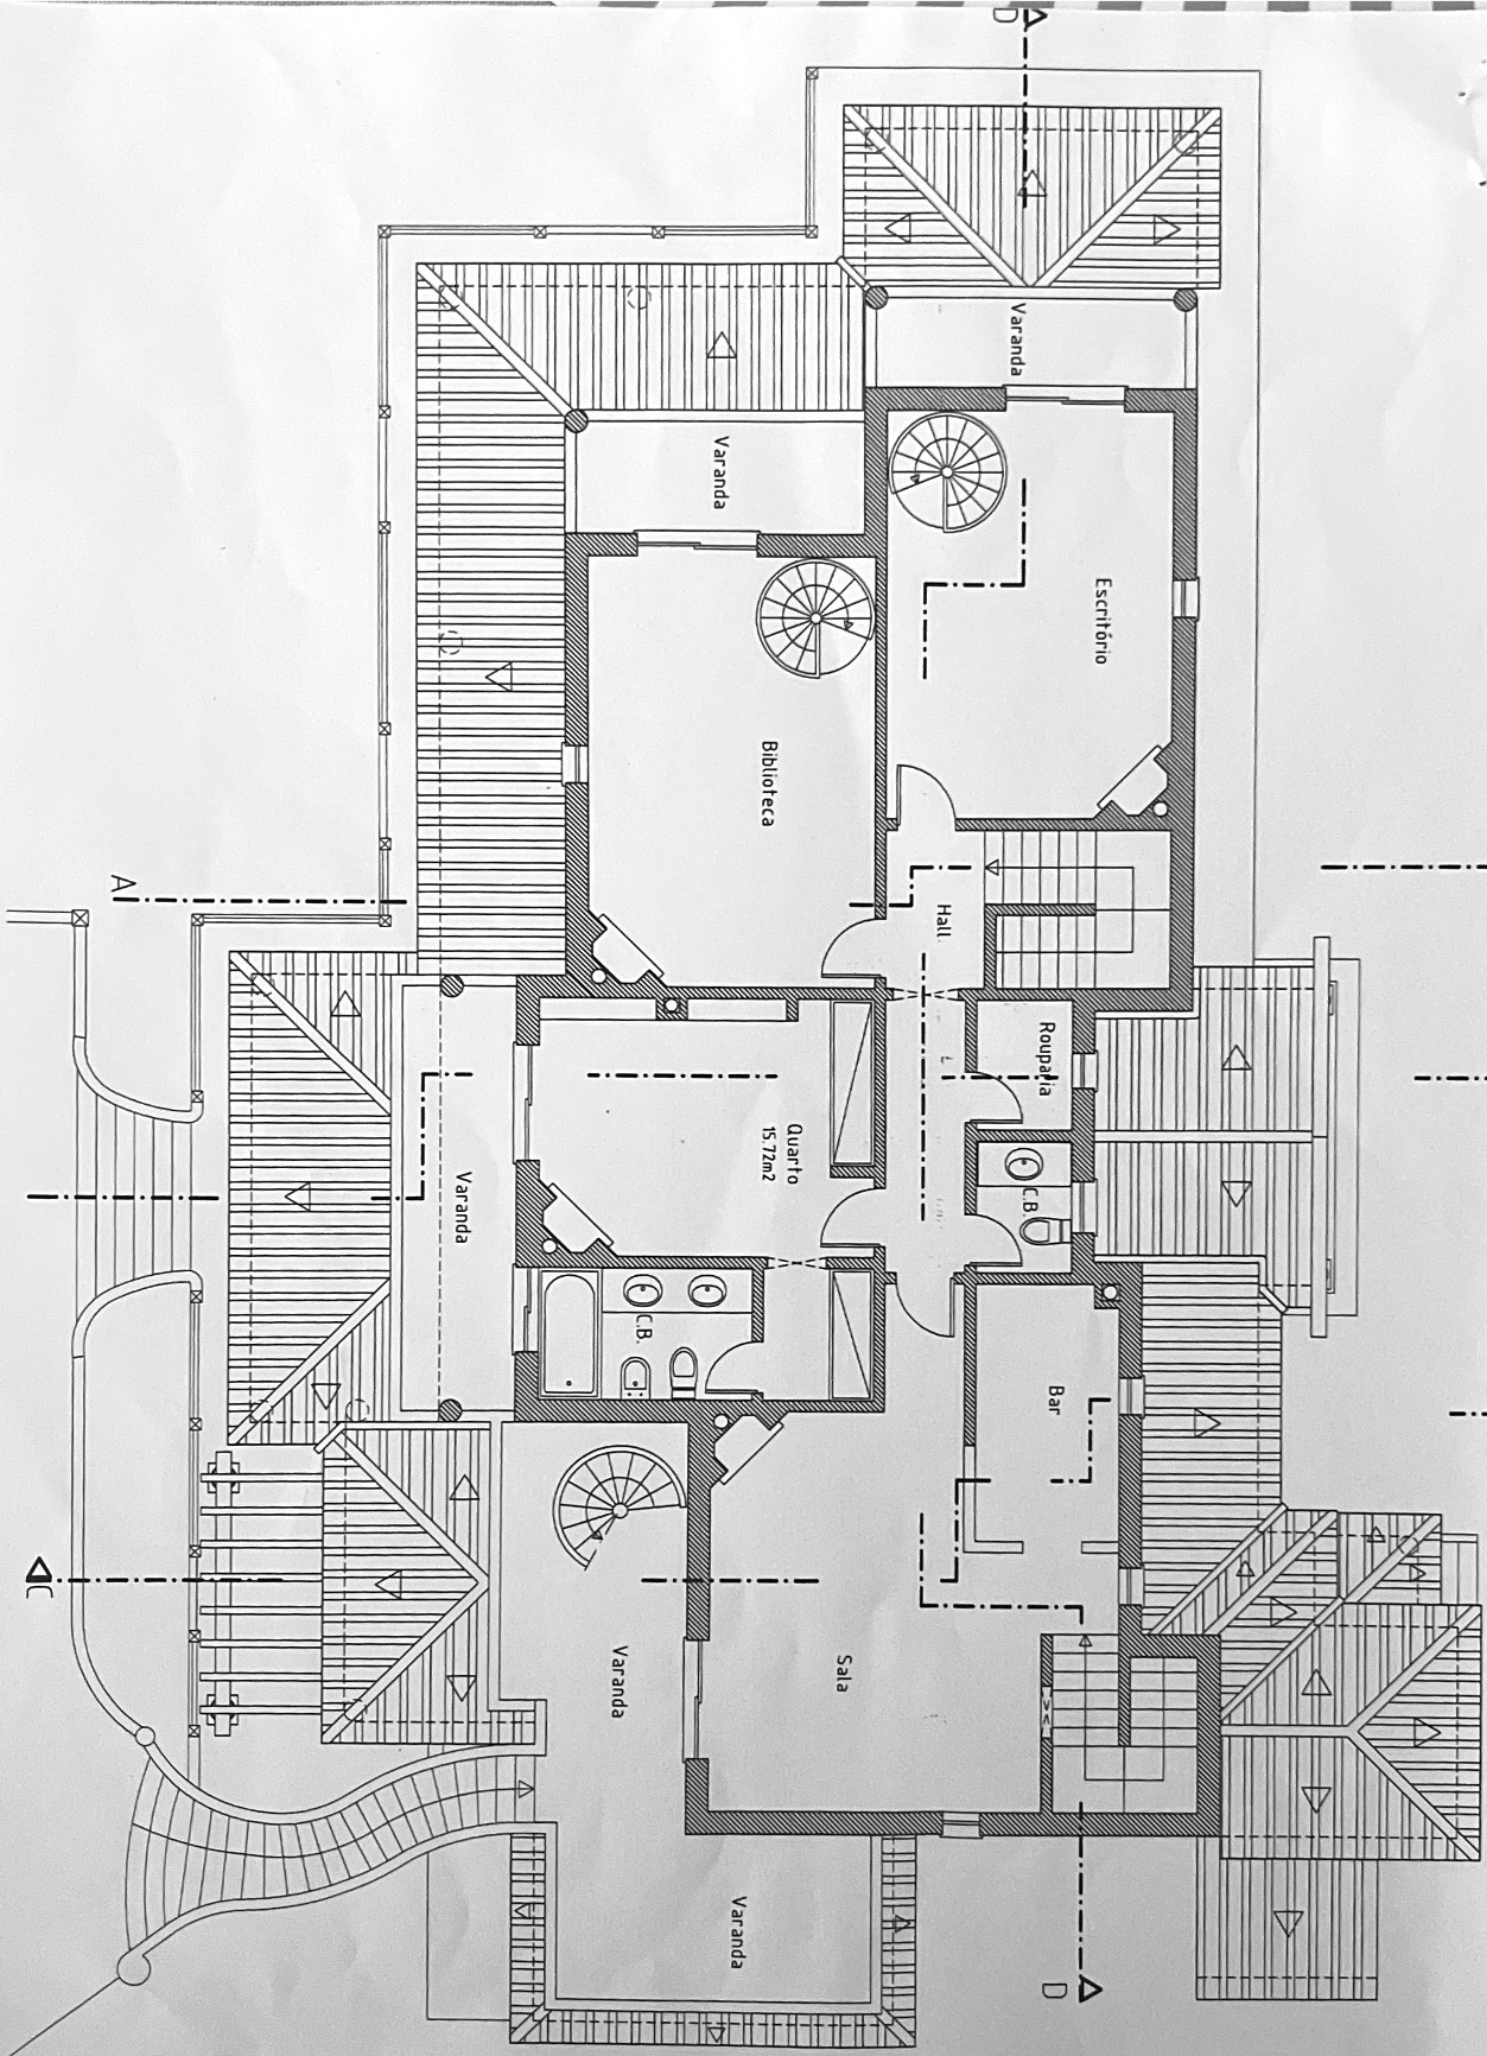 D
Varanda
Varanda
Escritório
Biblioteca
A
Hall
Rouparia
Quarto
15.72m2
C.B.
Varanda
C.B.
Bar
C
Varanda
Sala
Varanda
D